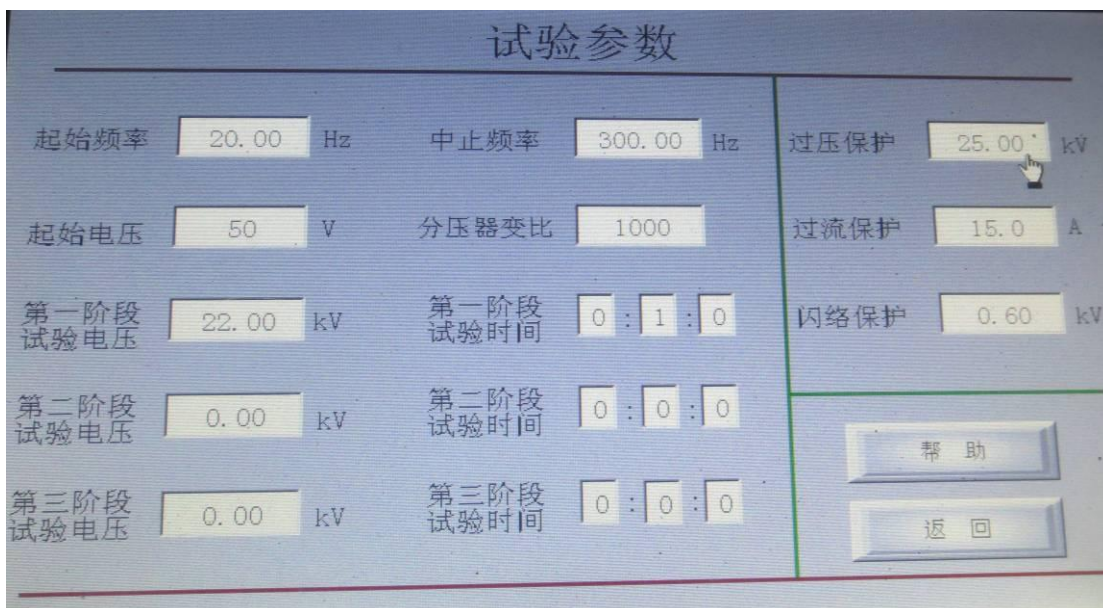 试验参数
起始频率 20.00 Hz 中止频率 300.00 Hz 过压保护 25.00 kV
起始电压 50 V 分压器变比 1000 过流保护 15.0 A
第一阶段
试验电压 22.00 kV 第一阶段
试验时间 0 : 1 : 0 闪络保护 0.60 kV
第二阶段
试验电压 0.00 kV 第二阶段
试验时间 0 : 0 : 0
帮 助
第三阶段
试验电压 0.00 kV 第三阶段
试验时间 0 : 0 : 0
返 回